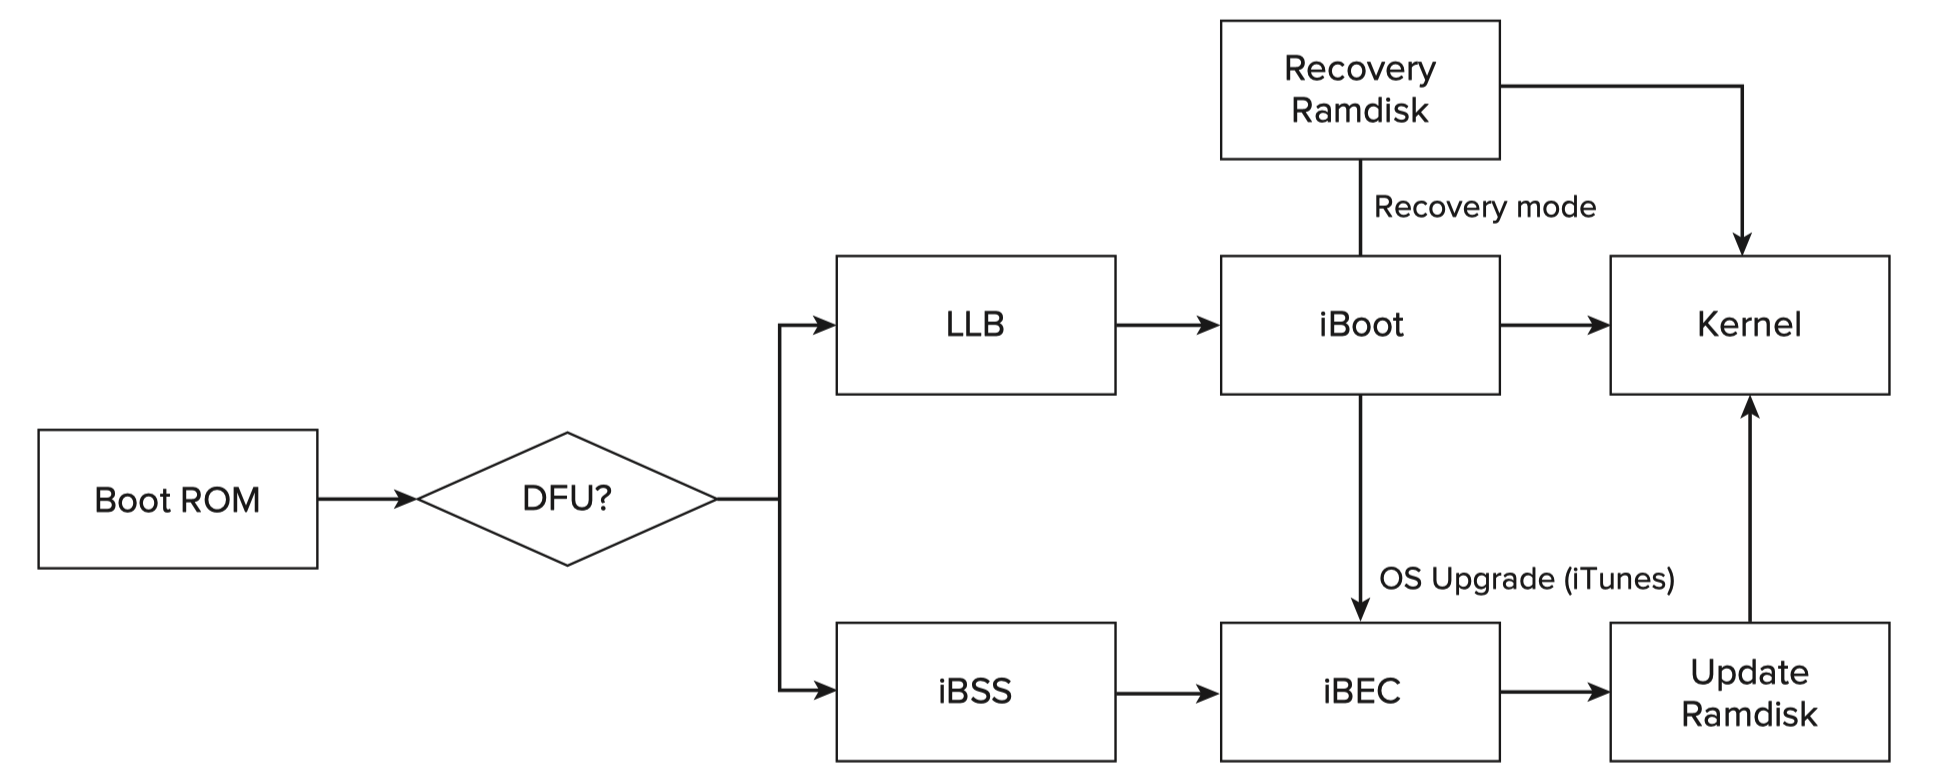 Recovery
Ramdisk
Recovery mode
LLB
iBoot
Kernel
Boot ROM
DFU?
OS Upgrade (iTunes)
iBSS
iBEC
Update
Ramdisk